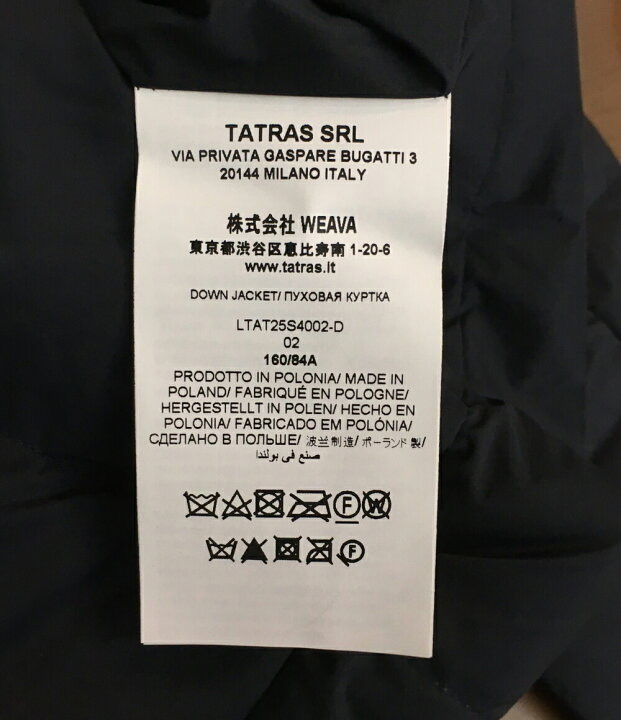 TATRAS SRL
VIA PRIVATA GASPARE BUGATTI 3
20144 MILANO ITALY
株式会社 WEAVA
東京都渋谷区恵比寿南 1-20-6
www.tatras.it
DOWN JACKET/ ПУХОВАЯ КУРТКА
LTAT25S4002-D
02
160/84A
PRODOTTO IN POLONIA/ MADE IN
POLAND/ FABRIQUÉ EN POLOGNE/
HERGESTELLT IN POLEN/ HECHO EN
POLONIA/ FABRICADO EM POLÓNIA/
СДЕЛАНО В ПОЛЬШЕ/ 波兰制造/ ポーランド製/
صنع في بولندا
F W
F